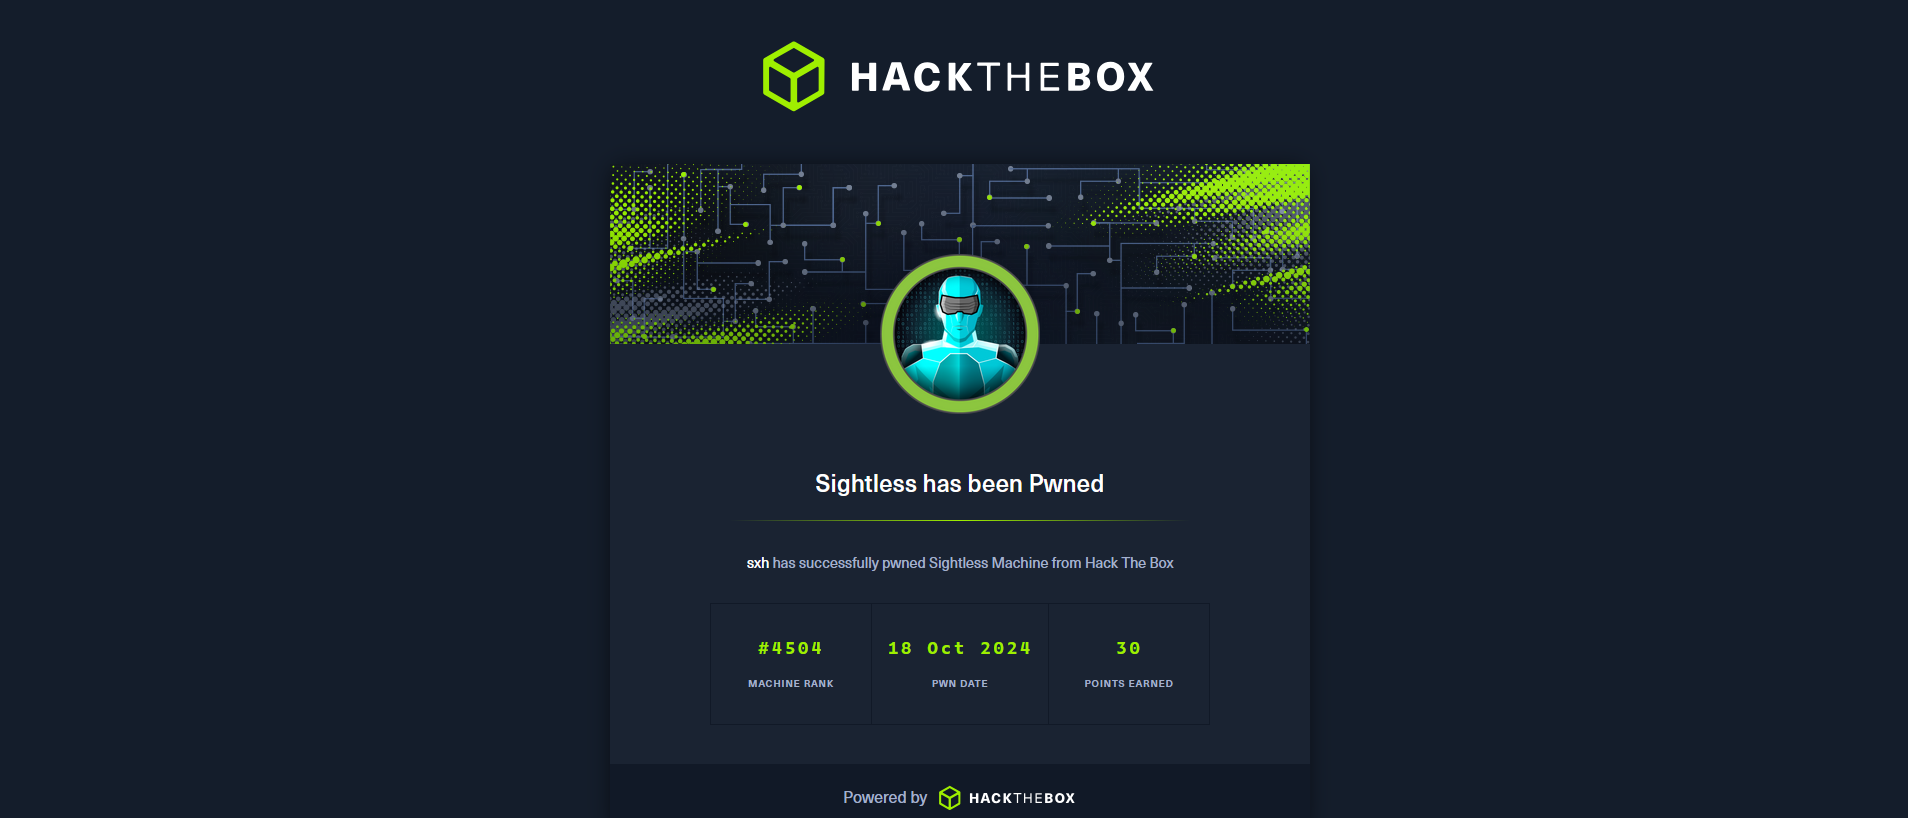 HACKTHEBOX
Sightless has been Pwned
sxh has successfully pwned Sightless Machine from Hack The Box
#4504 18 Oct 2024 30
MACHINE RANK PWN DATE POINTS EARNED
Powered by HACKTHEBOX